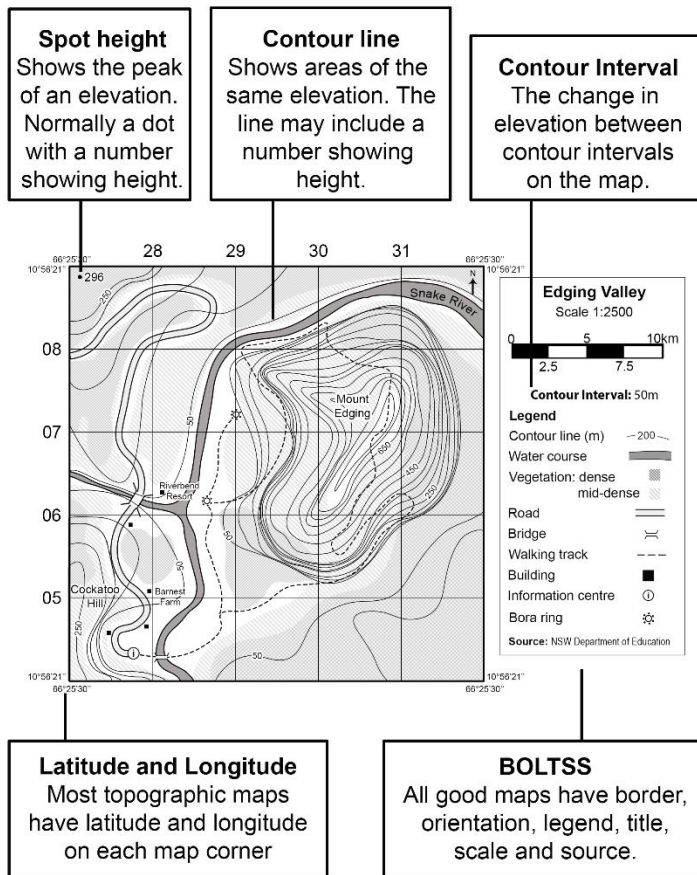 Spot height
Shows the peak
of an elevation.
Normally a dot
with a number
showing height.
Contour line
Shows areas of the
same elevation. The
line may include a
number showing
height.
Contour Interval
The change in
elevation between
contour intervals
on the map.
28 29 30 31
66°25'30" 66°25'30"
10°56'21" 10°56'21"
296
250
N
Snake River
08
50
Mount
Edging
07
650
450
Riverbend
Resort
250
06
50
50
Cockatoo
Hill
Barnest
Farm
05
250
50
50
i
10°56'21" 10°56'21"
66°25'30" 66°25'30"
Edging Valley
Scale 1:2500
0 5 10km
2.5 7.5
Contour Interval: 50m
Legend
Contour line (m) 200
Water course
Vegetation: dense
mid-dense
Road
Bridge
Walking track
Building
Information centre i
Bora ring
Source: NSW Department of Education
Latitude and Longitude
Most topographic maps
have latitude and longitude
on each map corner
BOLTSS
All good maps have border,
orientation, legend, title,
scale and source.